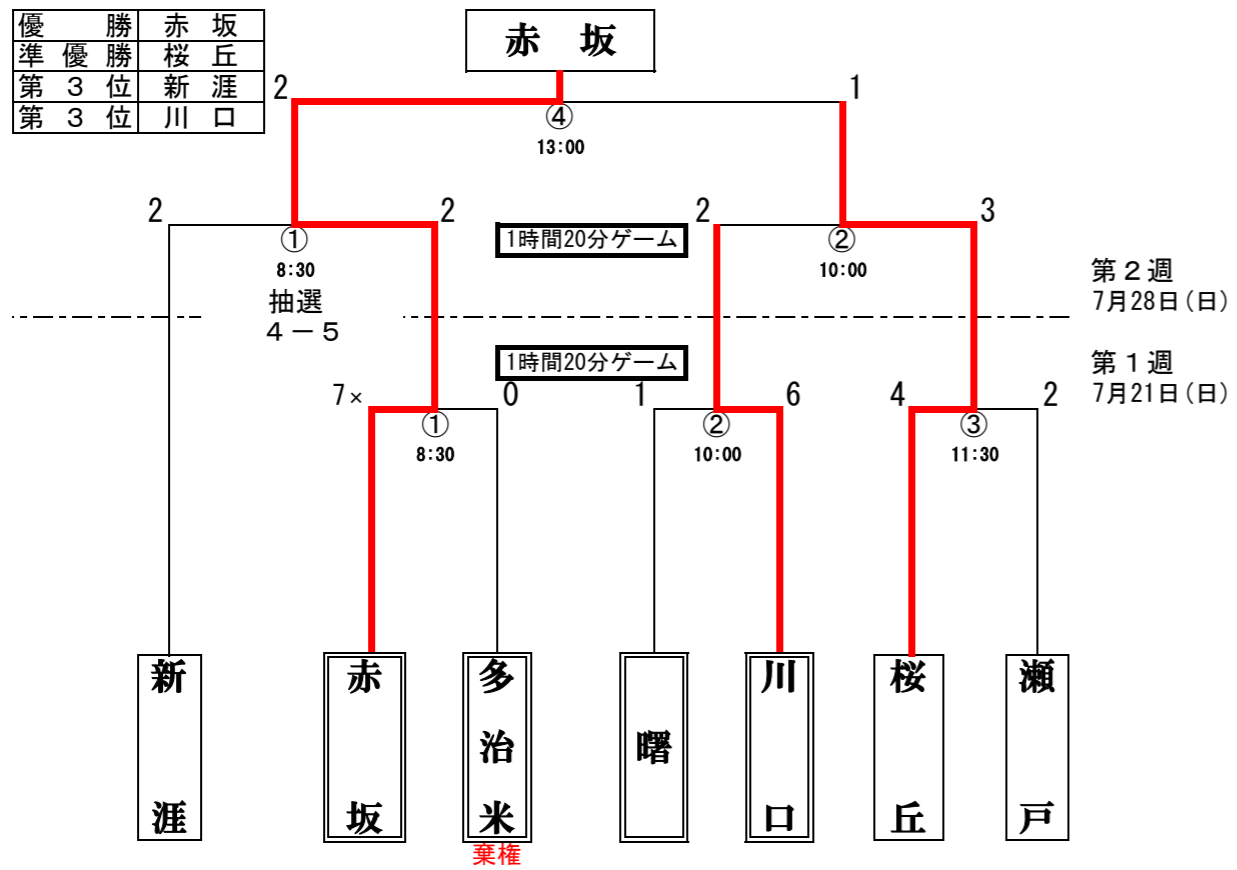 優勝 赤坂
準優勝 桜丘
第３位 新涯
第３位 川口
赤坂
2 1
④
13:00
2 2 2 3
① 1時間20分ゲーム ②
8:30 10:00
抽選
４－５
第２週
7月28日(日)
1時間20分ゲーム
第１週
7月21日(日)
7× 0 1 6 4 2
① ② ③
8:30 10:00 11:30
新涯
赤坂
多治米
曙
川口
桜丘
瀬戸
棄権